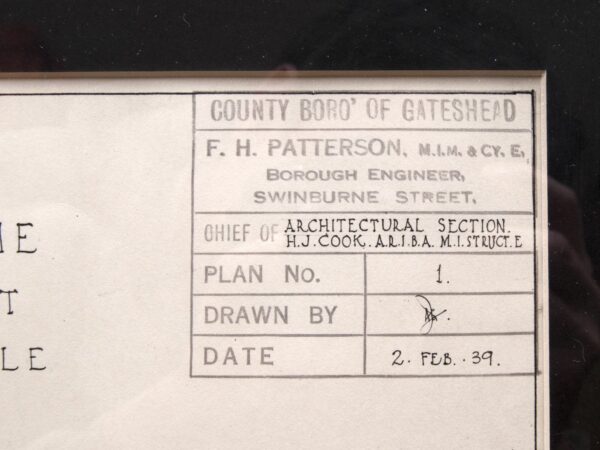 COUNTY BORO' OF GATESHEAD
F. H. PATTERSON, M.I.M. & CY. E,
BOROUGH ENGINEER,
SWINBURNE STREET,
CHIEF OF ARCHITECTURAL SECTION.
H.J. COOK. A.R.I.B.A. M.I.STRUCT.E
PLAN NO. 1.
DRAWN BY
DATE 2. FEB. 39.
T
LE